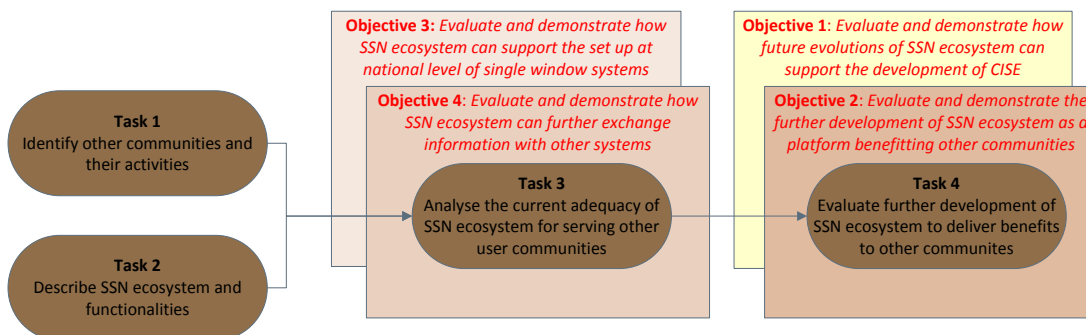 Task 1
Identify other communities and
their activities
Task 2
Describe SSN ecosystem and
functionalities
Objective 3: Evaluate and demonstrate how
SSN ecosystem can support the set up at
national level of single window systems
Objective 4: Evaluate and demonstrate how
SSN ecosystem can further exchange
information with other systems
Task 3
Analyse the current adequacy of
SSN ecosystem for serving other
user communities
Objective 1: Evaluate and demonstrate how
future evolutions of SSN ecosystem can
support the development of CISE
Objective 2: Evaluate and demonstrate the
further development of SSN ecosystem as a
platform benefitting other communities
Task 4
Evaluate further development of
SSN ecosystem to deliver benefits
to other communites